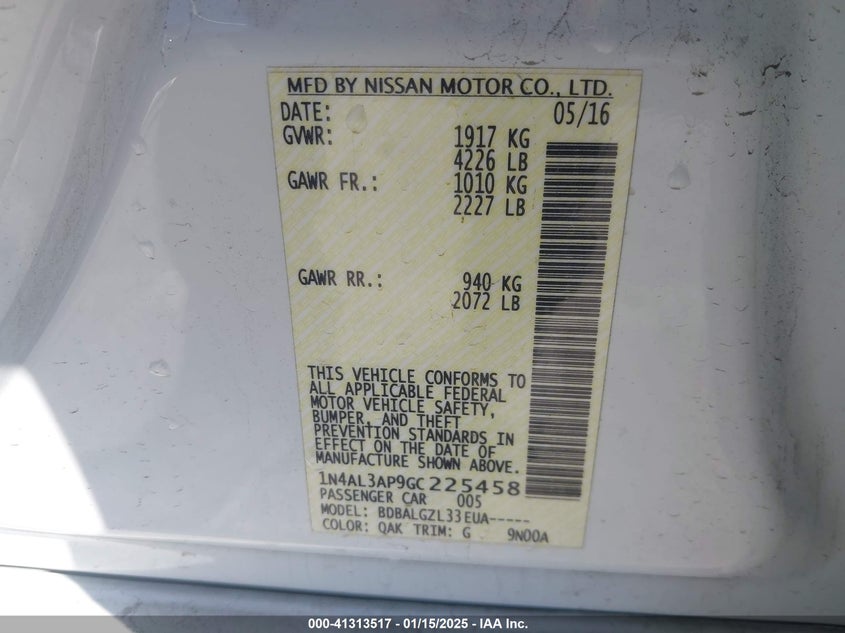 MFD BY NISSAN MOTOR CO., LTD.
DATE: 05/16
GVWR: 1917 KG
4226 LB
GAWR FR.: 1010 KG
2227 LB
GAWR RR.: 940 KG
2072 LB
THIS VEHICLE CONFORMS TO
ALL APPLICABLE FEDERAL
MOTOR VEHICLE SAFETY,
BUMPER, AND THEFT
PREVENTION STANDARDS IN
EFFECT ON THE DATE OF
MANUFACTURE SHOWN ABOVE.
1N4AL3AP9GC225458
PASSENGER CAR 005
MODEL: BDBALGZL33EUA-----
COLOR: QAK TRIM: G 9N00A
000-41313517 - 01/15/2025 - IAA Inc.